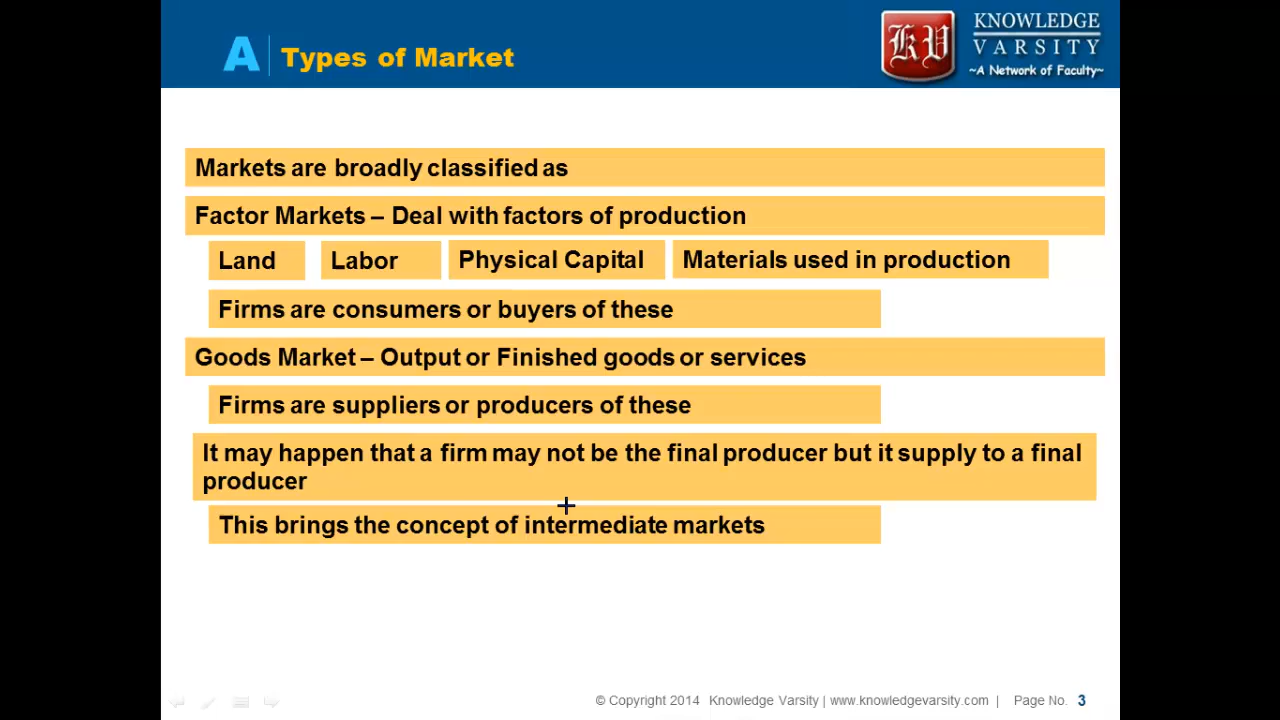 A Types of Market
KV
KNOWLEDGE
VARSITY
~A Network of Faculty~
Markets are broadly classified as
Factor Markets – Deal with factors of production
Land Labor Physical Capital Materials used in production
Firms are consumers or buyers of these
Goods Market – Output or Finished goods or services
Firms are suppliers or producers of these
It may happen that a firm may not be the final producer but it supply to a final
producer
This brings the concept of intermediate markets
© Copyright 2014 Knowledge Varsity | www.knowledgevarsity.com | Page No. 3